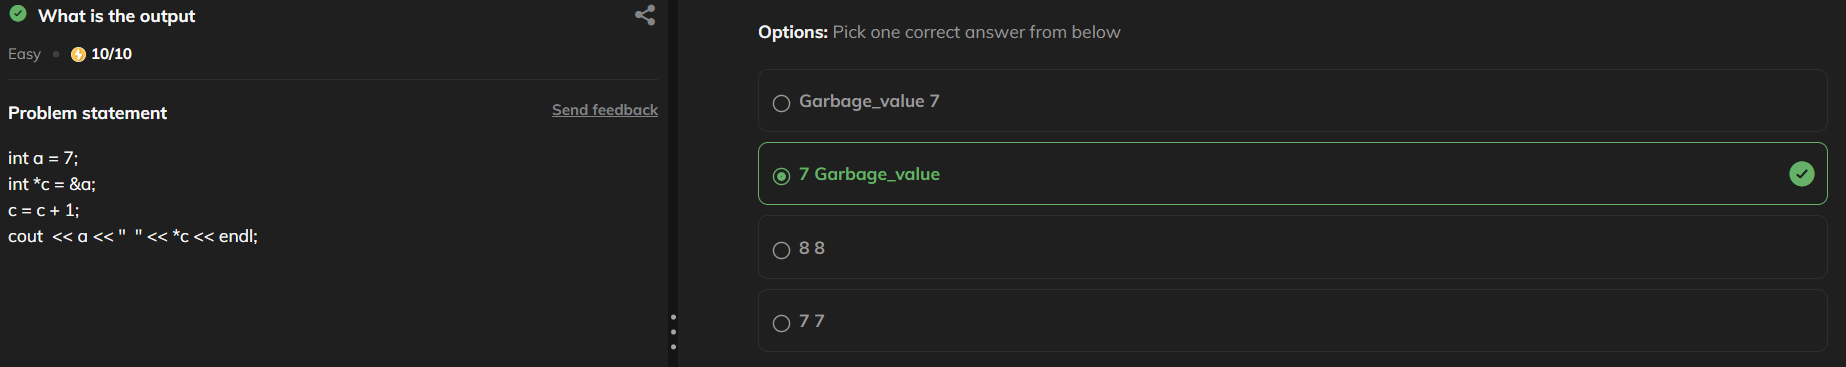 What is the output
Easy • 10/10
Problem statement
Send feedback
int a = 7;
int *c = &a;
c = c + 1;
cout  << a << "  " << *c << endl;
Options: Pick one correct answer from below
Garbage_value 7
7 Garbage_value
8 8
7 7